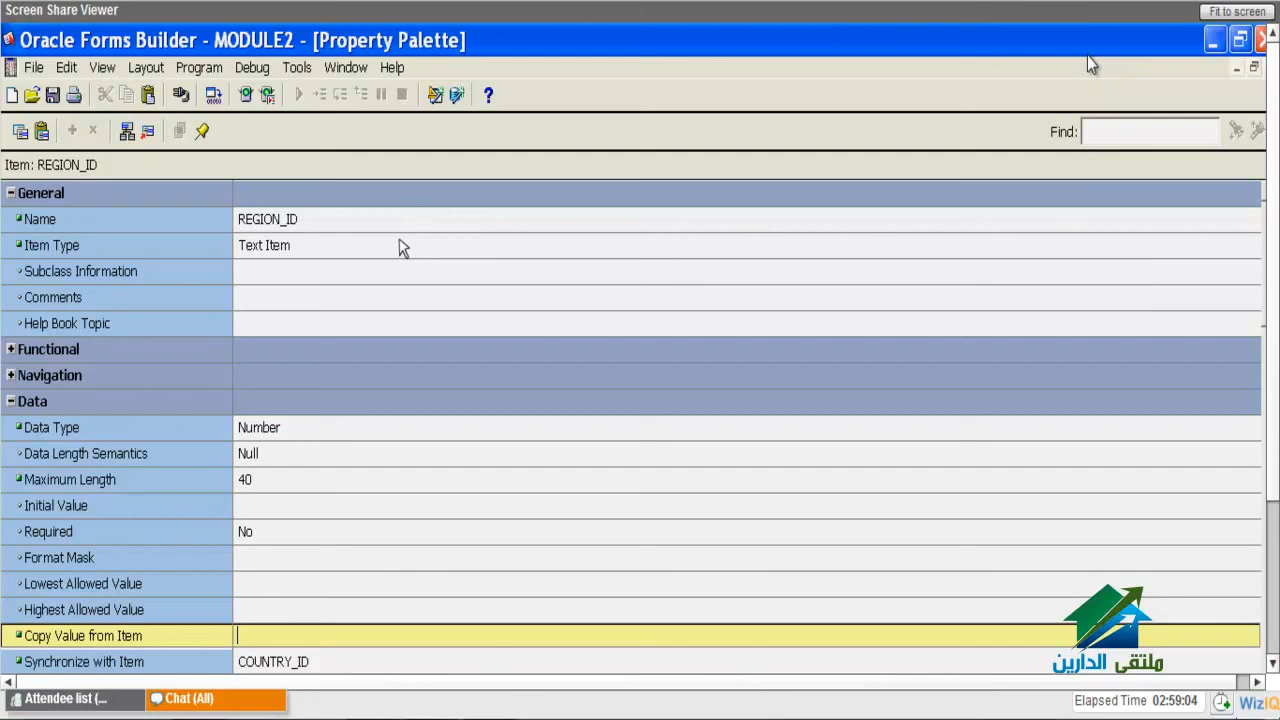 Screen Share Viewer
Fit to screen
Oracle Forms Builder - MODULE2 - [Property Palette]
File Edit View Layout Program Debug Tools Window Help
Find:
Item: REGION_ID
General
Name REGION_ID
Item Type Text Item
Subclass Information
Comments
Help Book Topic
Functional
Navigation
Data
Data Type Number
Data Length Semantics Null
Maximum Length 40
Initial Value
Required No
Format Mask
Lowest Allowed Value
Highest Allowed Value
Copy Value from Item
Synchronize with Item COUNTRY_ID
ملتقى الدارين
Attendee list (...
Chat (All)
Elapsed Time 02:59:04
WizIQ